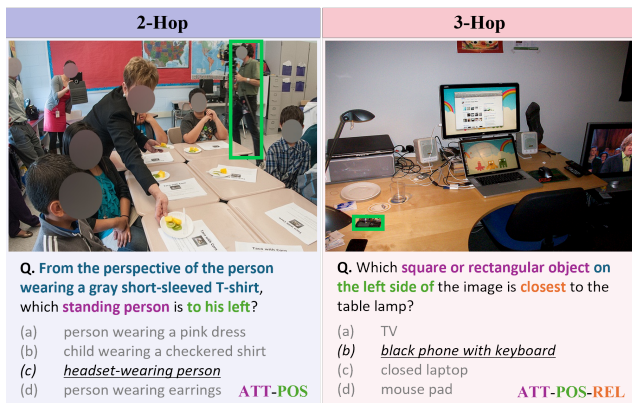 2-Hop
3-Hop
Q. From the perspective of the person
wearing a gray short-sleeved T-shirt,
which standing person is to his left?
(a) person wearing a pink dress
(b) child wearing a checkered shirt
(c) headset-wearing person
(d) person wearing earrings
ATT-POS
Q. Which square or rectangular object on
the left side of the image is closest to the
table lamp?
(a) TV
(b) black phone with keyboard
(c) closed laptop
(d) mouse pad
ATT-POS-REL